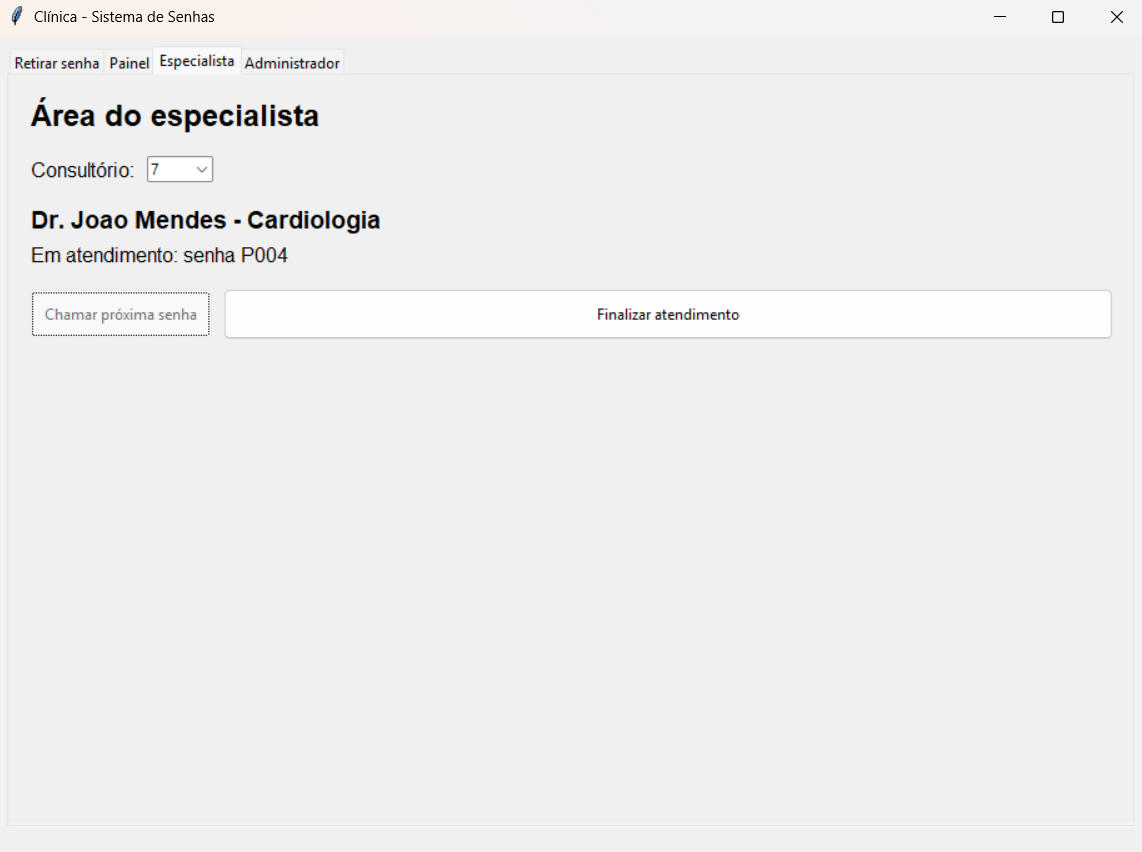 Clínica - Sistema de Senhas
Retirar senha Painel Especialista Administrador
Área do especialista
Consultório: 7
Dr. Joao Mendes - Cardiologia
Em atendimento: senha P004
Chamar próxima senha Finalizar atendimento